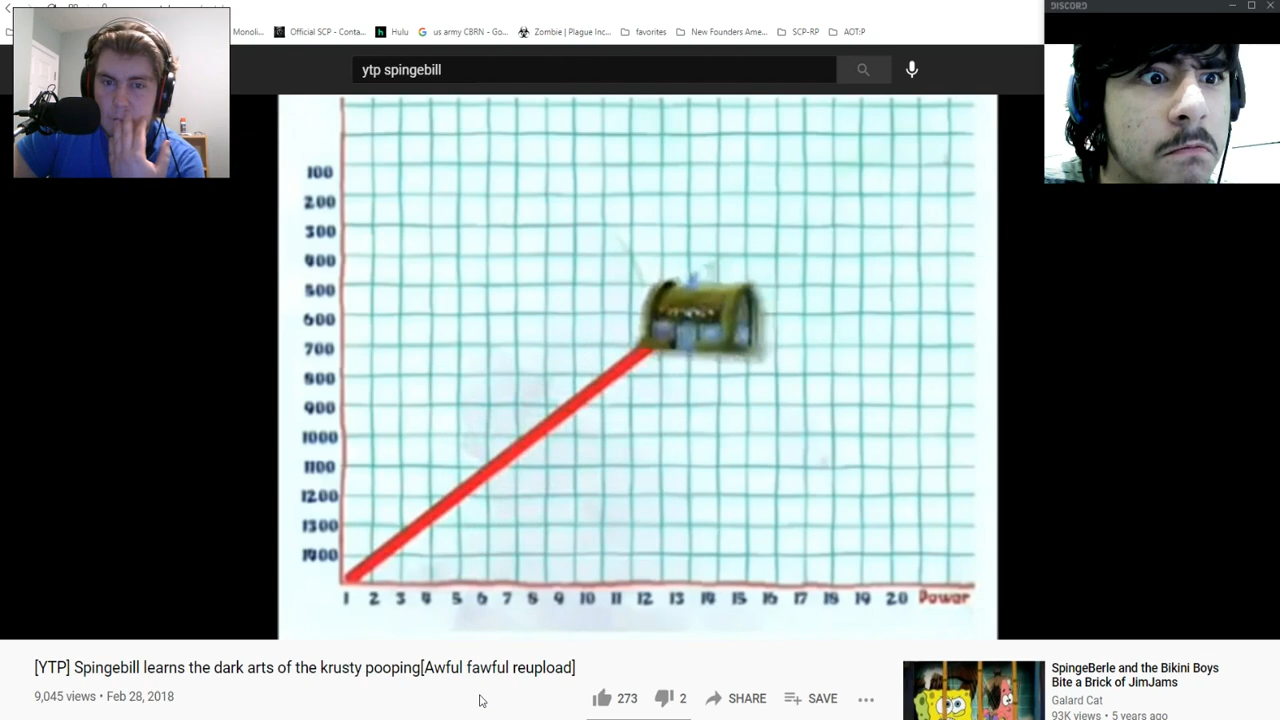 DISCORD
Monoli...
Official SCP - Conta...
Hulu
us army CBRN - Go...
Zombie | Plague Inc...
favorites
New Founders Ame...
SCP-RP
AOT:P
ytp spingebill
100
200
300
400
500
600
700
800
900
1000
1100
1200
1300
1400
1 2 3 4 5 6 7 8 9 10 11 12 13 14 15 16 17 18 19 20 Power
[YTP] Spingebill learns the dark arts of the krusty pooping[Awful fawful reupload]
9,045 views • Feb 28, 2018
273
2
SHARE
SAVE
SpingeBerle and the Bikini Boys
Bite a Brick of JimJams
Galard Cat
93K views • 5 years ago